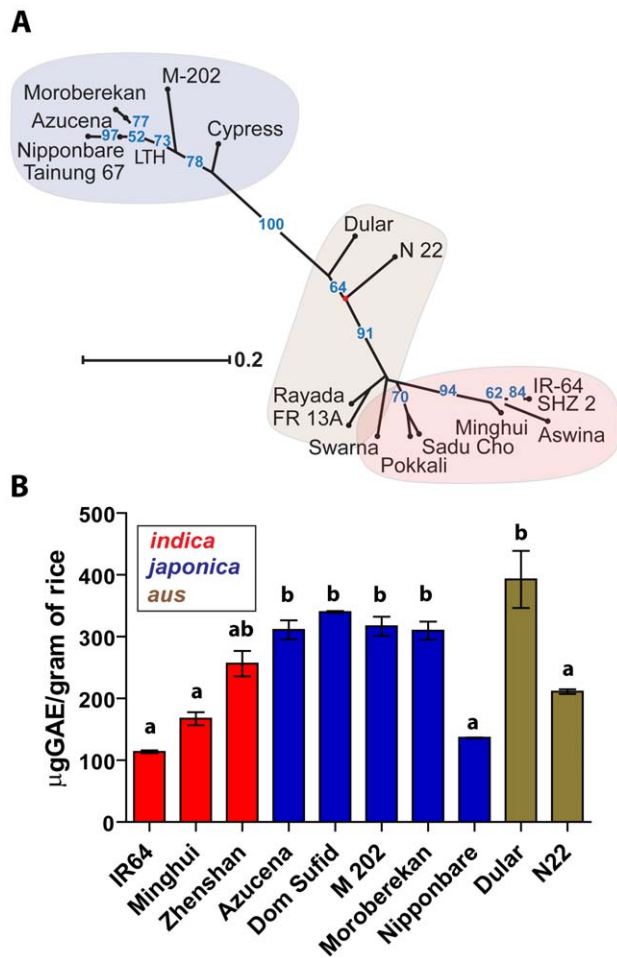 A
M-202
Moroberekan
77
Azucena
Cypress
97
52
73
Nipponbare
LTH
78
Tainung 67
100
Dular
N 22
64
91
0.2
Rayada
70
94
62
84
IR-64
FR 13A
SHZ 2
Minghui
Swarna
Sadu Cho
Aswina
Pokkali
B
µgGAE/gram of rice
500
400
300
200
100
0
indica
japonica
aus
a
a
ab
b
b
b
b
a
b
a
IR64
Minghui
Zhenshan
Azucena
Dom Sufid
M 202
Moroberekan
Nipponbare
Dular
N22